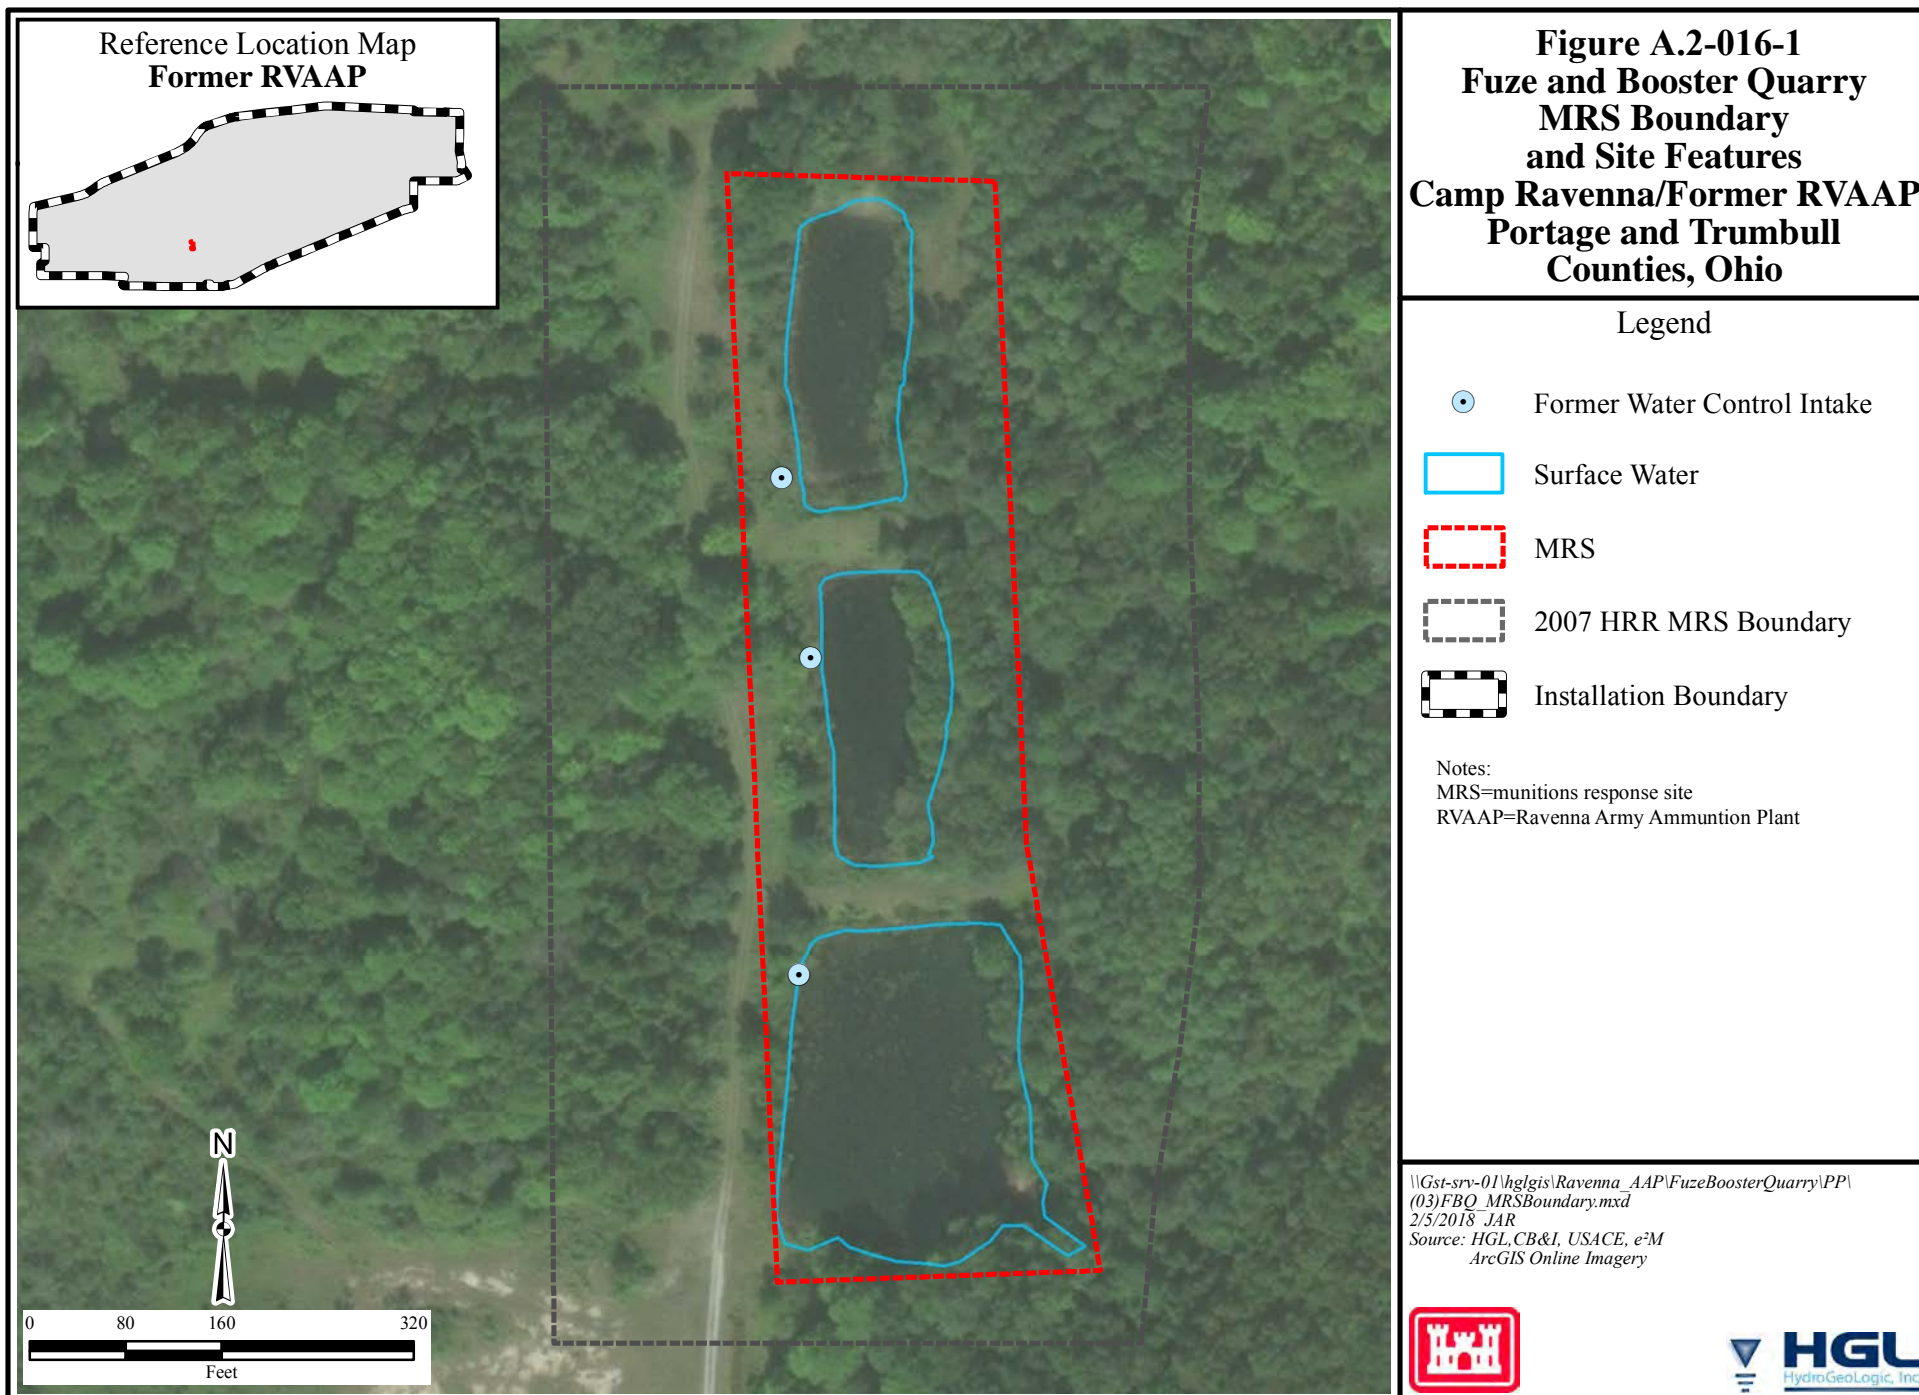 Reference Location Map
Former RVAAP
Figure A.2-016-1
Fuze and Booster Quarry
MRS Boundary
and Site Features
Camp Ravenna/Former RVAAP
Portage and Trumbull
Counties, Ohio
Legend
Former Water Control Intake
Surface Water
MRS
2007 HRR MRS Boundary
Installation Boundary
Notes:
MRS=munitions response site
RVAAP=Ravenna Army Ammuntion Plant
N
0 80 160 320
Feet
\\Gst-srv-01\hglgis\Ravenna_AAP\FuzeBoosterQuarry\PP\
(03)FBQ_MRSBoundary.mxd
2/5/2018 JAR
Source: HGL,CB&I, USACE, e²M
ArcGIS Online Imagery
HGL
HydroGeoLogic, Inc